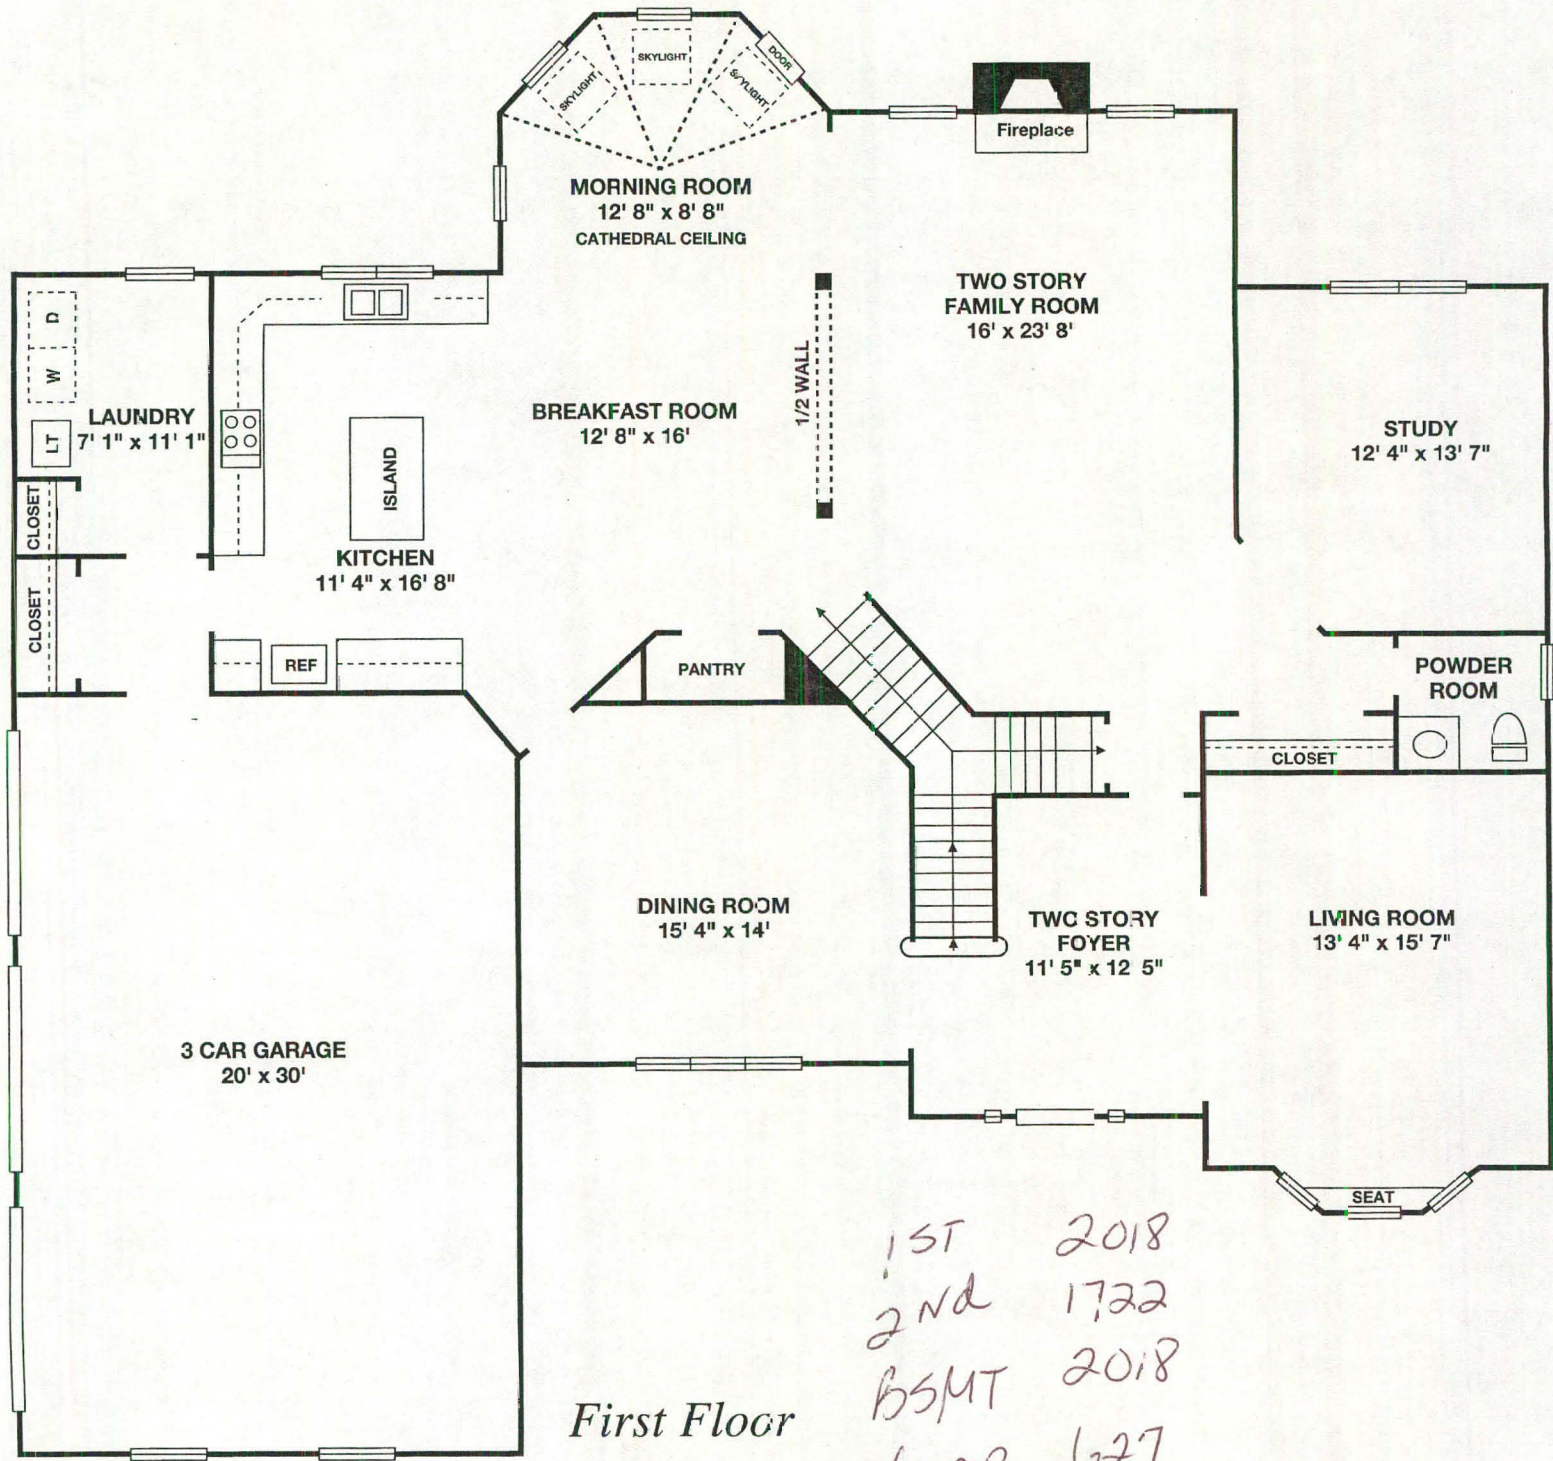 SKYLIGHT
SKYLIGHT
SKYLIGHT
DOOR
Fireplace
MORNING ROOM
12' 8" x 8' 8"
CATHEDRAL CEILING
TWO STORY
FAMILY ROOM
16' x 23' 8'
D
W
LT
LAUNDRY
7' 1" x 11' 1"
CLOSET
CLOSET
ISLAND
KITCHEN
11' 4" x 16' 8"
BREAKFAST ROOM
12' 8" x 16'
1/2 WALL
STUDY
12' 4" x 13' 7"
REF
PANTRY
POWDER
ROOM
CLOSET
DINING ROOM
15' 4" x 14'
TWO STORY
FOYER
11' 5" x 12 5"
LIVING ROOM
13' 4" x 15' 7"
3 CAR GARAGE
20' x 30'
SEAT
1ST 2018
2Nd 1722
BSMT 2018
627
First Floor